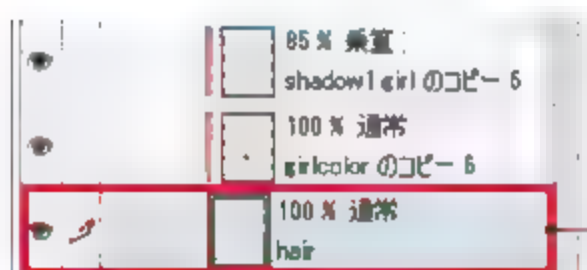 85 % 乗算
shadow1 girl のコピー 6
100 % 通常
girlcolor のコピー 6
100 % 通常
hair